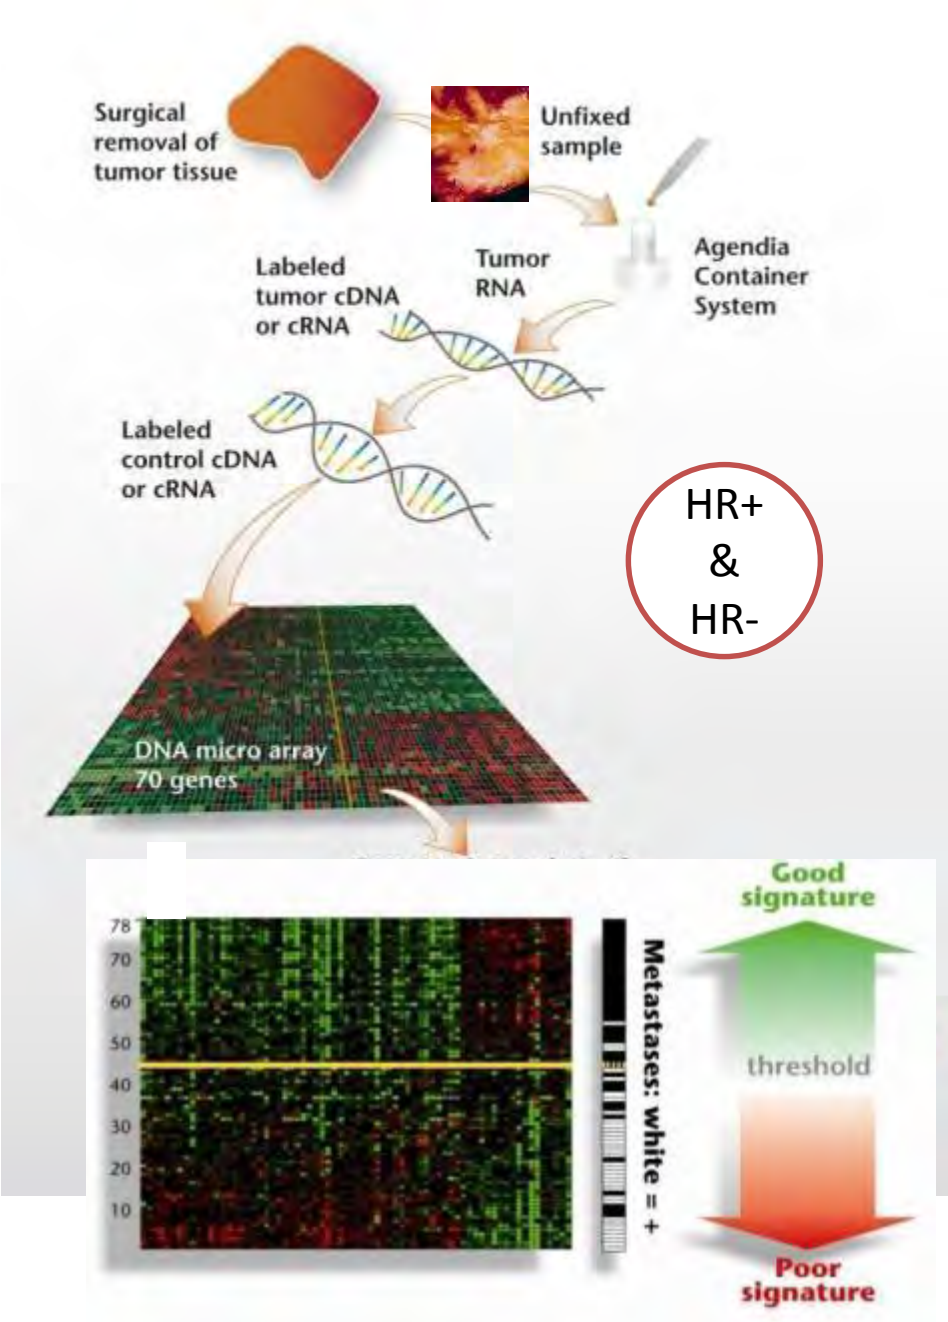 Surgical
removal of
tumor tissue
Unfixed
sample
Agendia
Container
System
Tumor
RNA
Labeled
tumor cDNA
or cRNA
Labeled
control cDNA
or cRNA
HR+
&
HR-
DNA micro array
70 genes
Good
signature
78
70
60
50
40
30
20
10
Metastases: white = +
threshold
Poor
signature